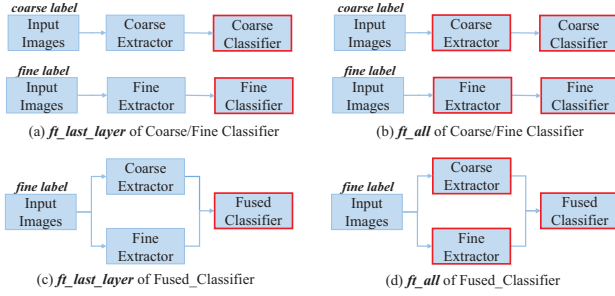 coarse label
Input Images
Coarse Extractor
Coarse Classifier
fine label
Input Images
Fine Extractor
Fine Classifier
(a) ft_last_layer of Coarse/Fine Classifier
coarse label
Input Images
Coarse Extractor
Coarse Classifier
fine label
Input Images
Fine Extractor
Fine Classifier
(b) ft_all of Coarse/Fine Classifier
fine label
Input Images
Coarse Extractor
Fine Extractor
Fused Classifier
(c) ft_last_layer of Fused_Classifier
fine label
Input Images
Coarse Extractor
Fine Extractor
Fused Classifier
(d) ft_all of Fused_Classifier